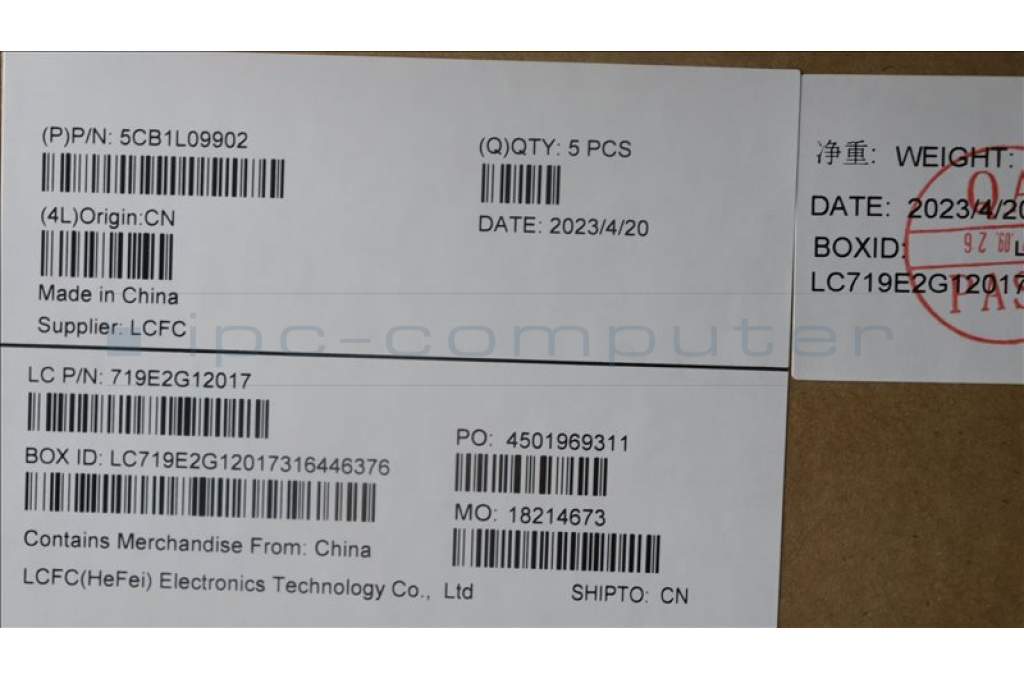 (P)P/N: 5CB1L09902
(Q)QTY: 5 PCS
(4L)Origin:CN
DATE: 2023/4/20
Made in China
Supplier: LCFC
ipc-computer
LC P/N: 719E2G12017
PO: 4501969311
BOX ID: LC719E2G12017316446376
MO: 18214673
Contains Merchandise From: China
LCFC(HeFei) Electronics Technology Co., Ltd
SHIPTO: CN
净重: WEIGHT:
DATE: 2023/4/20
BOXID:
LC719E2G12017